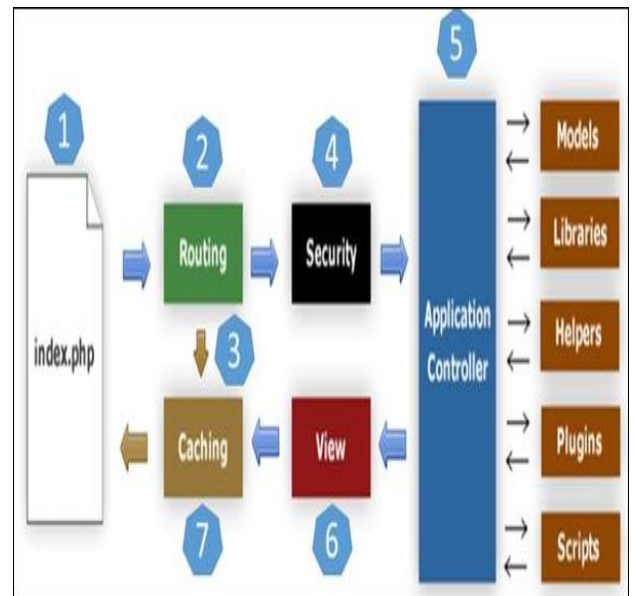 5
1
2
4
Models
Libraries
Routing
Security
Application
Controller
Helpers
index.php
3
Caching
View
Plugins
7
6
Scripts